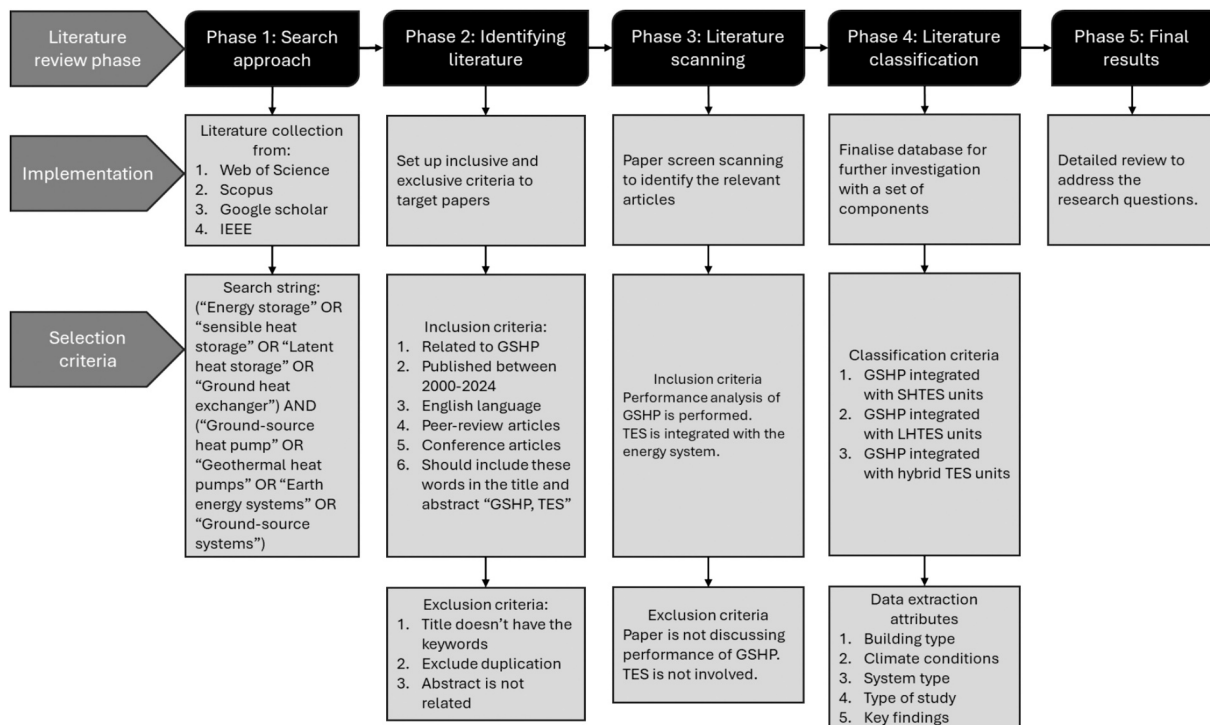 Literature
review phase
Phase 1: Search
approach
Phase 2: Identifying
literature
Phase 3: Literature
scanning
Phase 4: Literature
classification
Phase 5: Final
results
Implementation
Literature collection
from:
1. Web of Science
2. Scopus
3. Google scholar
4. IEEE
Set up inclusive and
exclusive criteria to
target papers
Paper screen scanning
to identify the relevant
articles
Finalise database for
further investigation
with a set of
components
Detailed review to
address the
research questions.
Selection
criteria
Search string:
(“Energy storage” OR
“sensible heat
storage” OR “Latent
heat storage” OR
“Ground heat
exchanger”) AND
(“Ground-source
heat pump” OR
“Geothermal heat
pumps” OR “Earth
energy systems” OR
“Ground-source
systems”)
Inclusion criteria:
1. Related to GSHP
2. Published between
2000-2024
3. English language
4. Peer-review articles
5. Conference articles
6. Should include these
words in the title and
abstract “GSHP, TES”
Inclusion criteria
Performance analysis of
GSHP is performed.
TES is integrated with the
energy system.
Classification criteria
1. GSHP integrated
with SHTES units
2. GSHP integrated
with LHTES units
3. GSHP integrated
with hybrid TES units
Exclusion criteria:
1. Title doesn’t have the
keywords
2. Exclude duplication
3. Abstract is not
related
Exclusion criteria
Paper is not discussing
performance of GSHP.
TES is not involved.
Data extraction
attributes
1. Building type
2. Climate conditions
3. System type
4. Type of study
5. Key findings